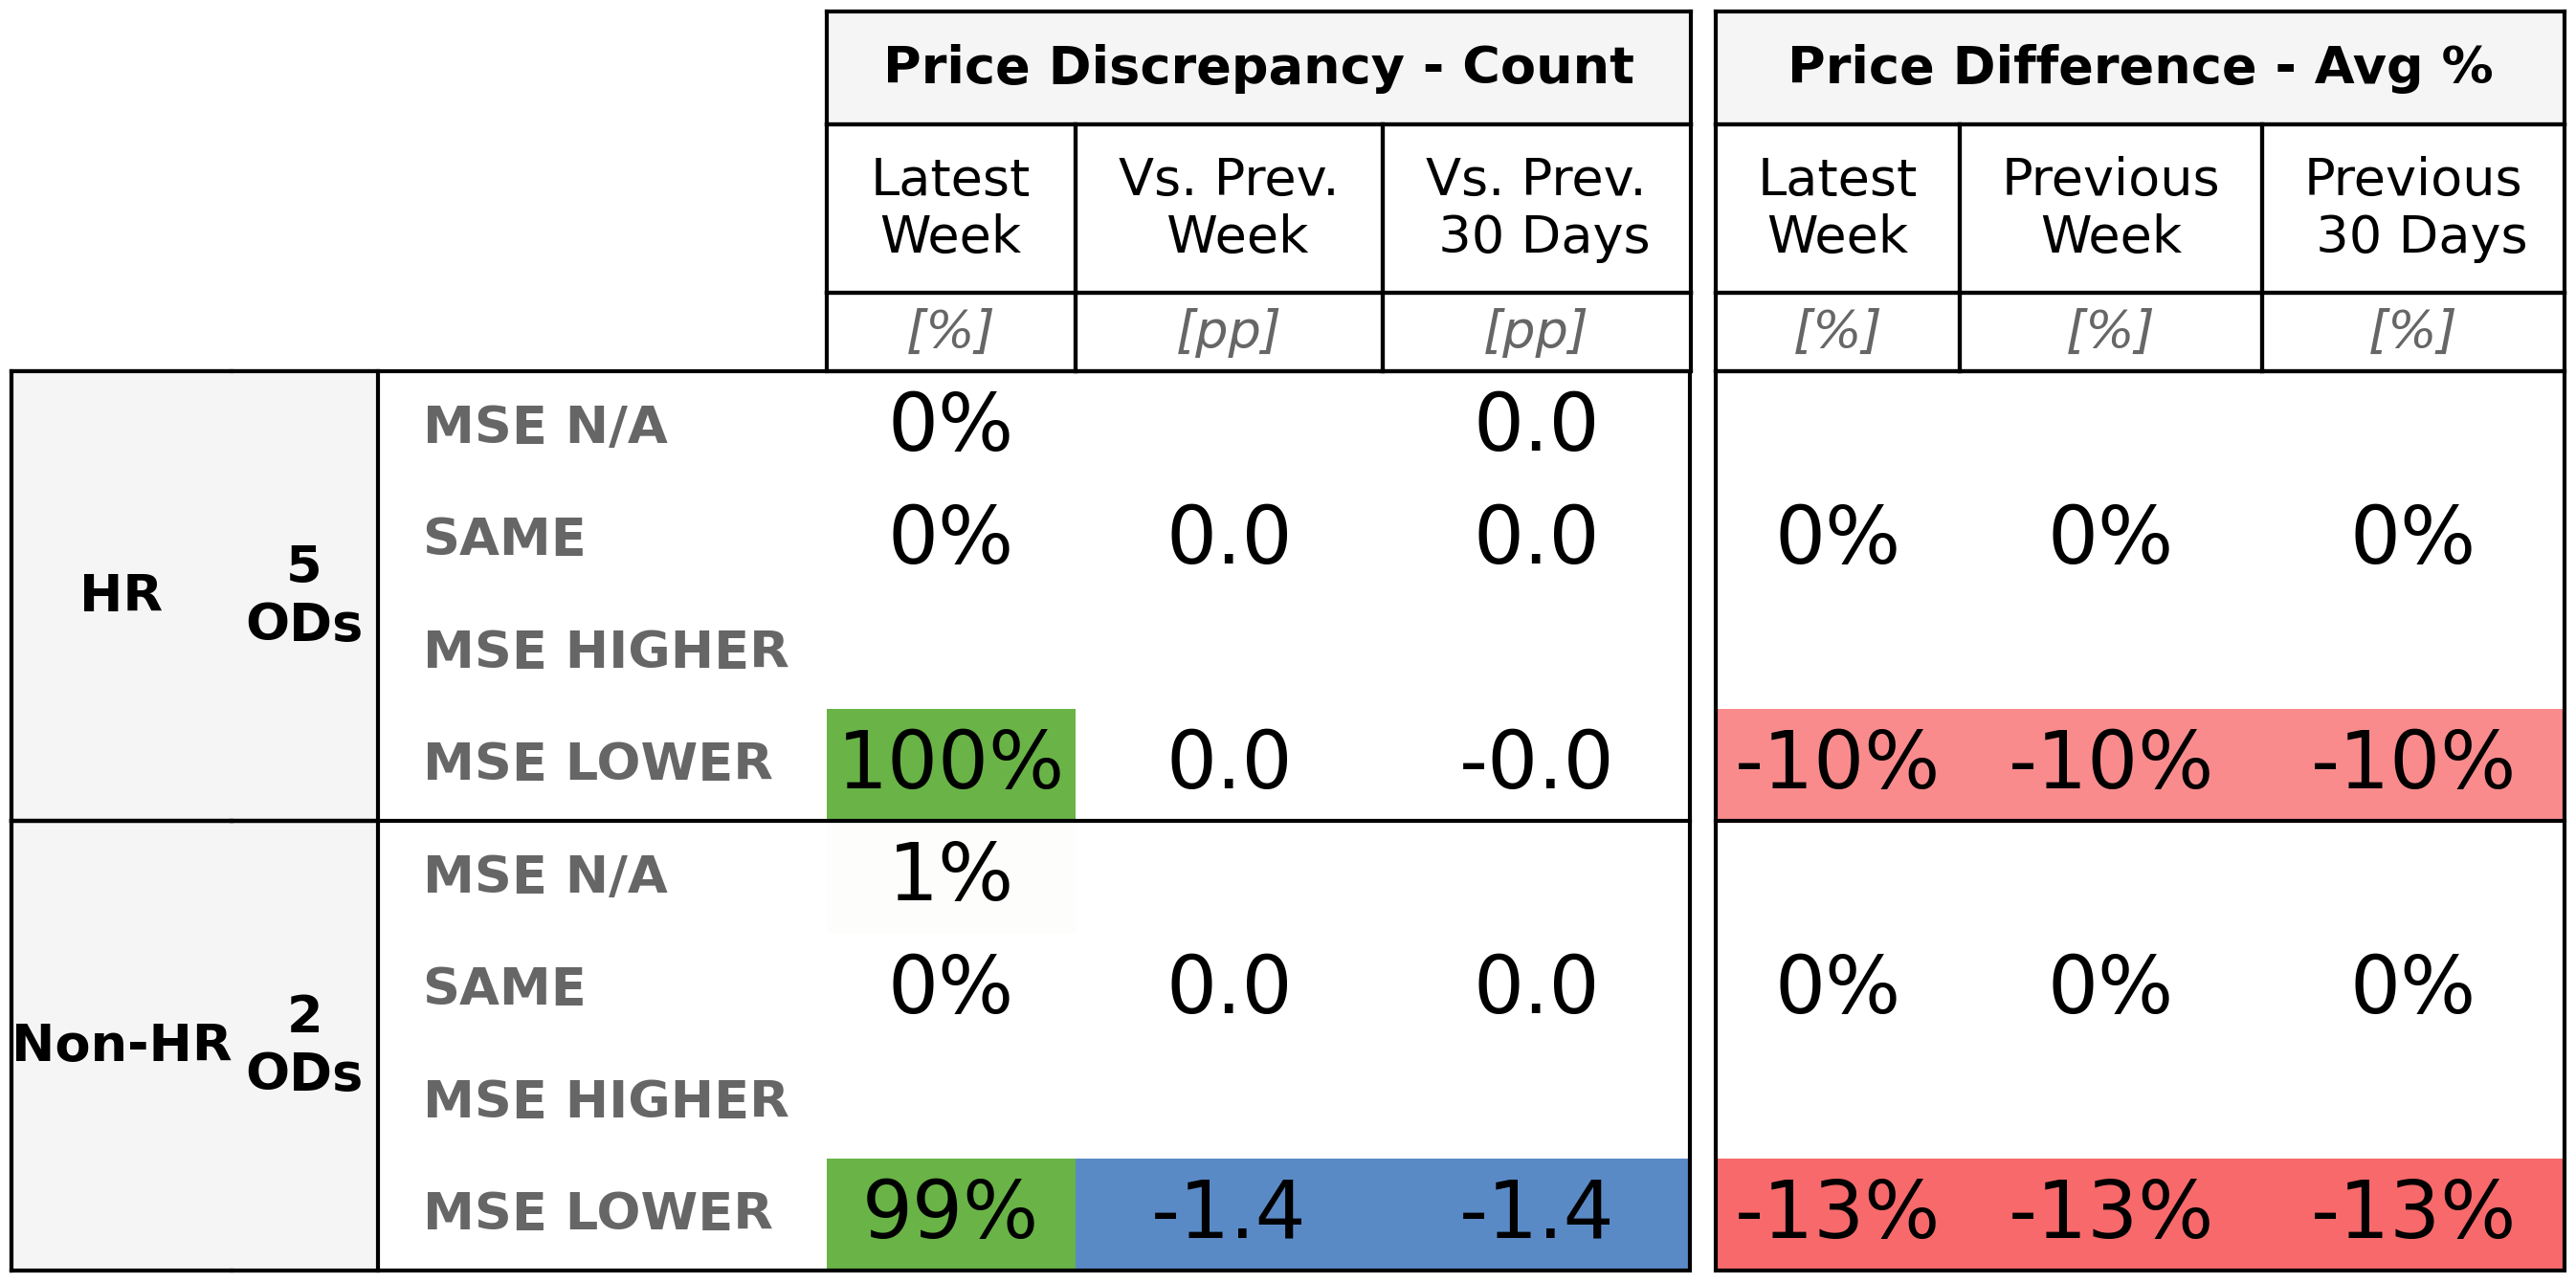 Price Discrepancy - Count Price Difference - Avg %
Latest Week Vs. Prev. Week Vs. Prev. 30 Days Latest Week Previous Week Previous 30 Days
[%] [pp] [pp] [%] [%] [%]
HR 5 ODs
MSE N/A 0% 0.0
SAME 0% 0.0 0.0 0% 0% 0%
MSE HIGHER
MSE LOWER 100% 0.0 -0.0 -10% -10% -10%
Non-HR 2 ODs
MSE N/A 1%
SAME 0% 0.0 0.0 0% 0% 0%
MSE HIGHER
MSE LOWER 99% -1.4 -1.4 -13% -13% -13%